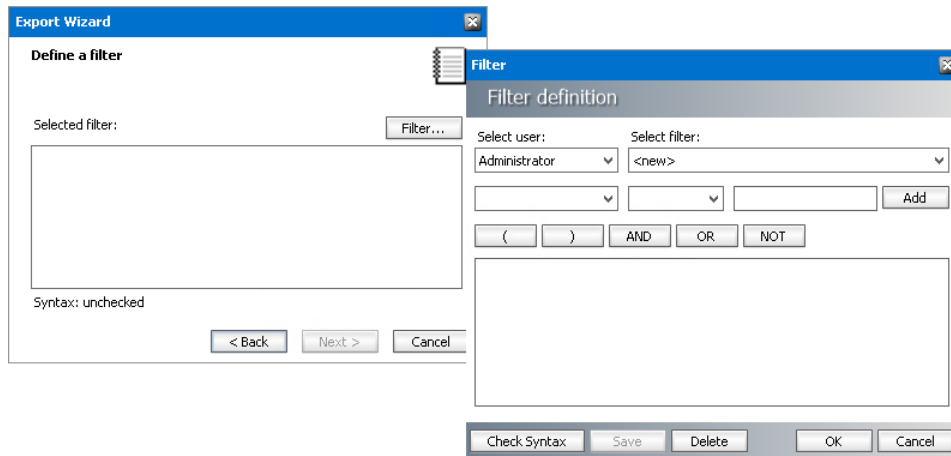 Export Wizard
Define a filter
Selected filter:
Filter...
Syntax: unchecked
< Back
Next >
Cancel
Filter
Filter definition
Select user:
Select filter:
Administrator
<new>
Add
(
)
AND
OR
NOT
Check Syntax
Save
Delete
OK
Cancel